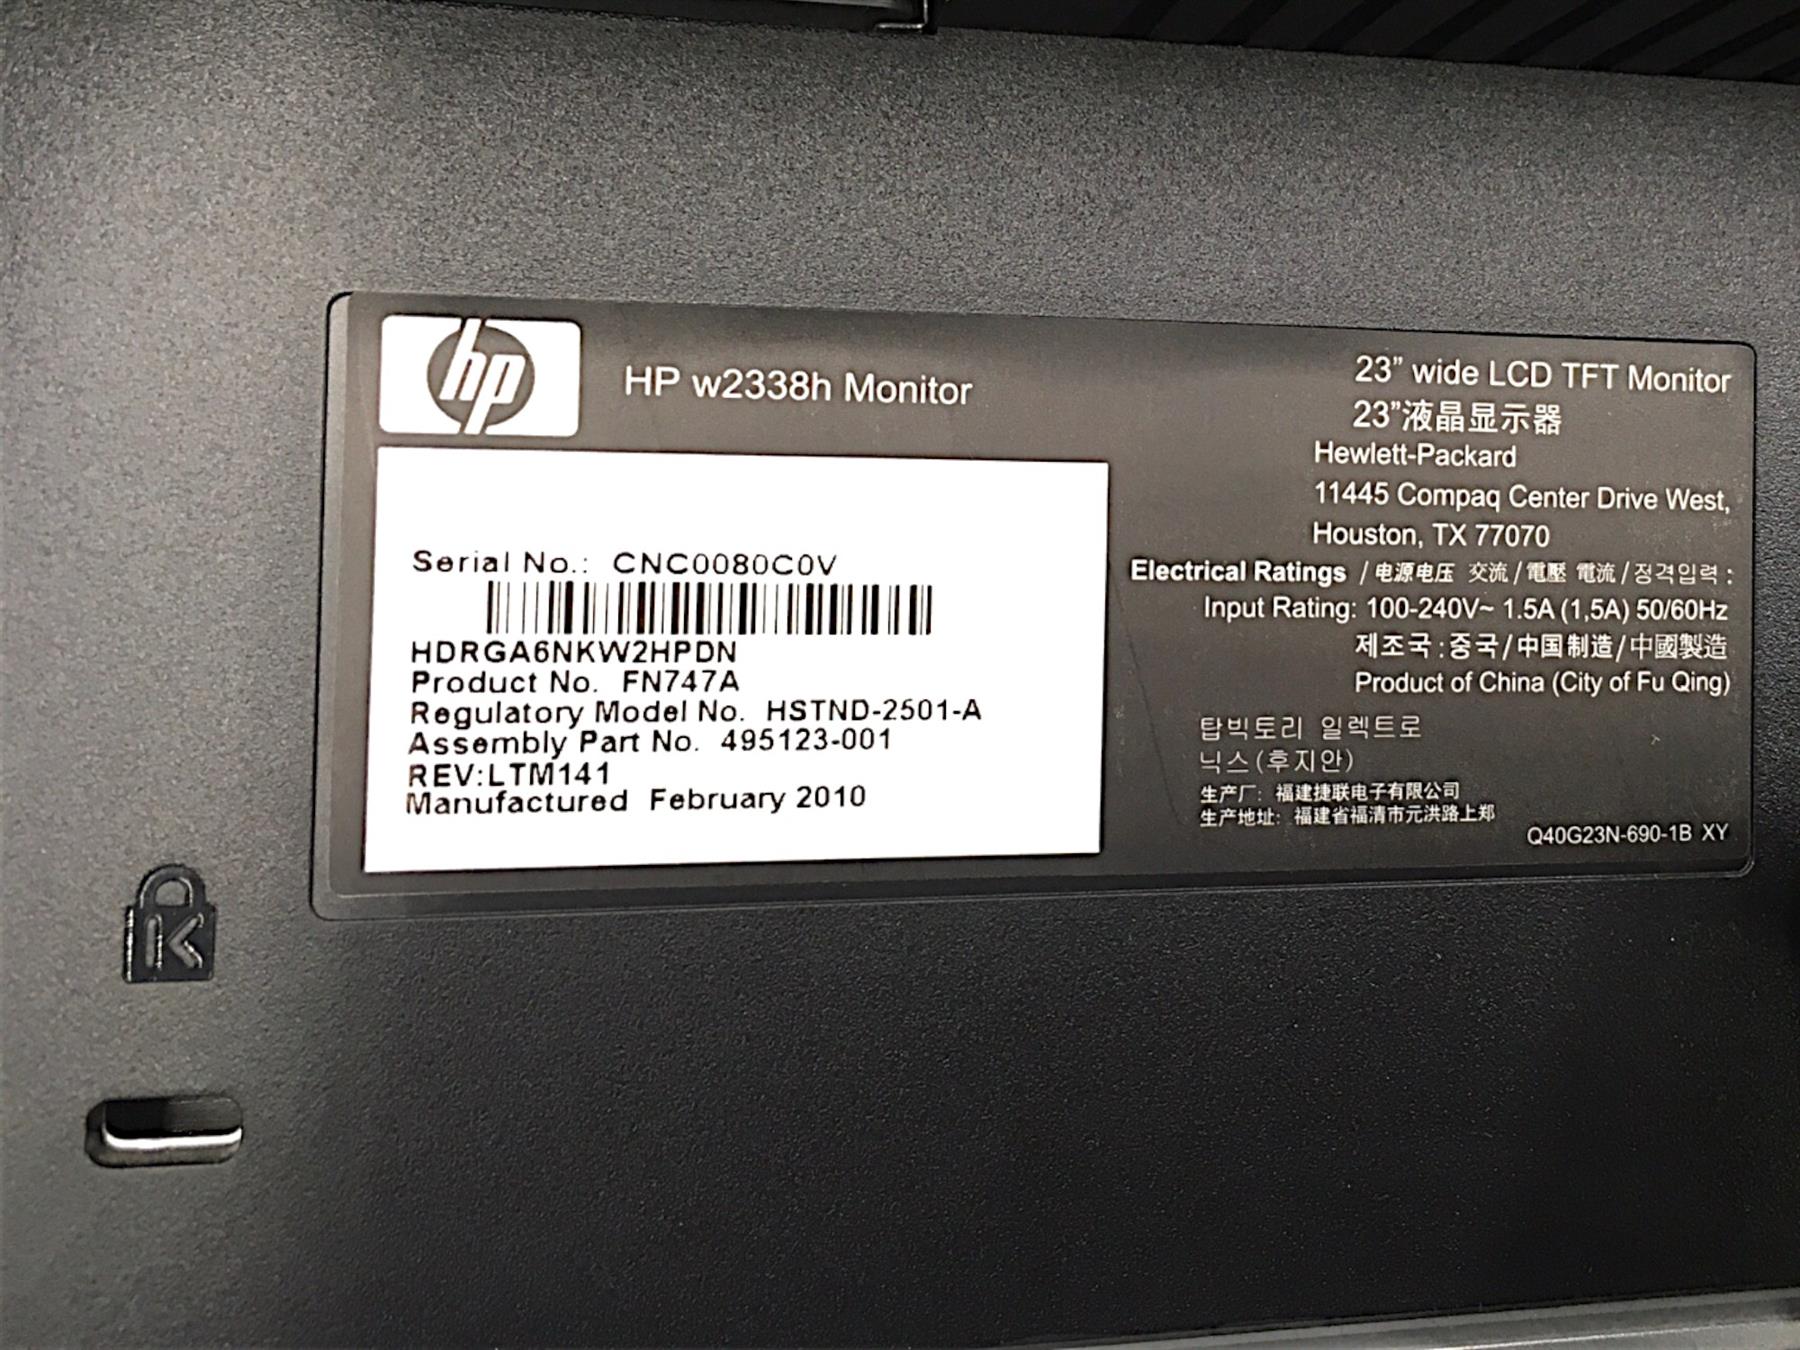 hp
HP w2338h Monitor
Serial No.: CNC0080C0V
HDRGA6NKW2HPDN
Product No. FN747A
Regulatory Model No. HSTND-2501-A
Assembly Part No. 495123-001
REV:LTM141
Manufactured February 2010
23” wide LCD TFT Monitor
23”液晶显示器
Hewlett-Packard
11445 Compaq Center Drive West,
Houston, TX 77070
Electrical Ratings / 电源电压 交流 / 電壓 電流 / 정격입력 :
Input Rating: 100-240V~ 1.5A (1,5A) 50/60Hz
제조국 : 중국 / 中国制造 / 中國製造
Product of China (City of Fu Qing)
탑빅토리 일렉트로
닉스 (후지안)
生产厂: 福建捷联电子有限公司
生产地址: 福建省福清市元洪路上郑
Q40G23N-690-1B XY
K